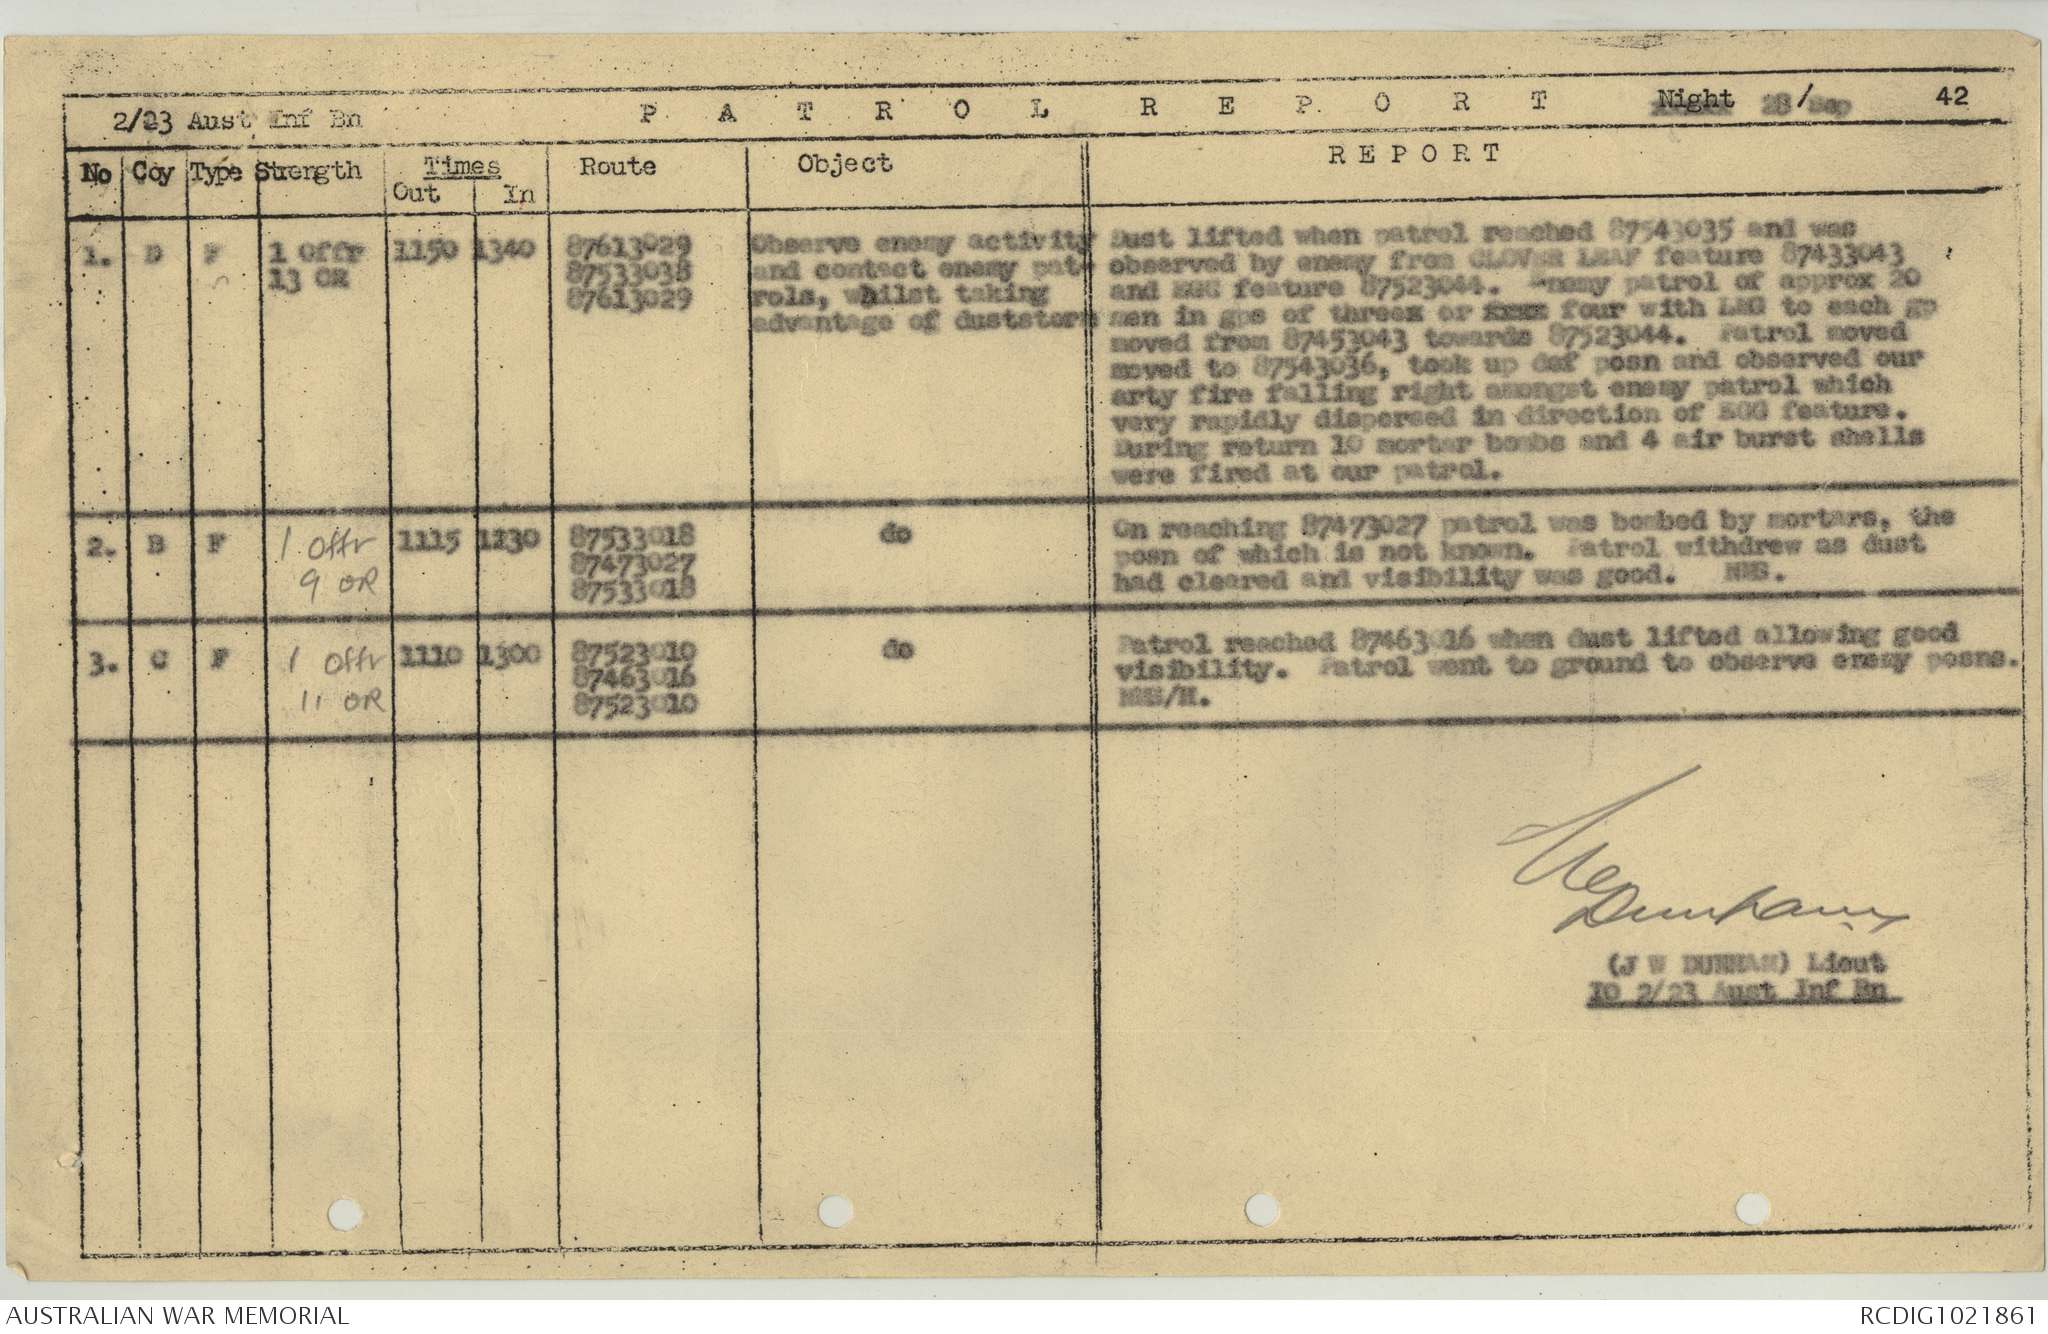 2/23 Aust Inf Bn P A T R O L R E P O R T Night 28/Sep 42
No Coy Type Strength Times Route Object R E P O R T
Out In
1. D F 1 Offr 1150 1340 87613029 Observe enemy activity Dust lifted when patrol reached 87543035 and was
13 OR 87533038 and contact enemy pat- observed by enemy from CLOVER LEAF feature 87433043
87613029 rols, whilst taking and EGG feature 87523044. Enemy patrol of approx 20
advantage of duststorm men in gps of three or four with LMG to each gp
moved from 87453043 towards 87523044. Patrol moved
moved to 87543036, took up def posn and observed our
arty fire falling right amongst enemy patrol which
very rapidly dispersed in direction of EGG feature.
During return 10 mortar bombs and 4 air burst shells
were fired at our patrol.
2. B F 1 Offr 1115 1230 87533018 do On reaching 87473027 patrol was bombed by mortars, the
9 OR 87473027 posn of which is not known. Patrol withdrew as dust
87533018 had cleared and visibility was good. NMS.
3. C F 1 Offr 1110 1300 87523010 do Patrol reached 87463016 when dust lifted allowing good
11 OR 87463016 visibility. Patrol went to ground to observe enemy posns.
87523010 NMS/H.
Dunham
(J W DUNHAM) Lieut
IO 2/23 Aust Inf Bn
AUSTRALIAN WAR MEMORIAL RCDIG1021861